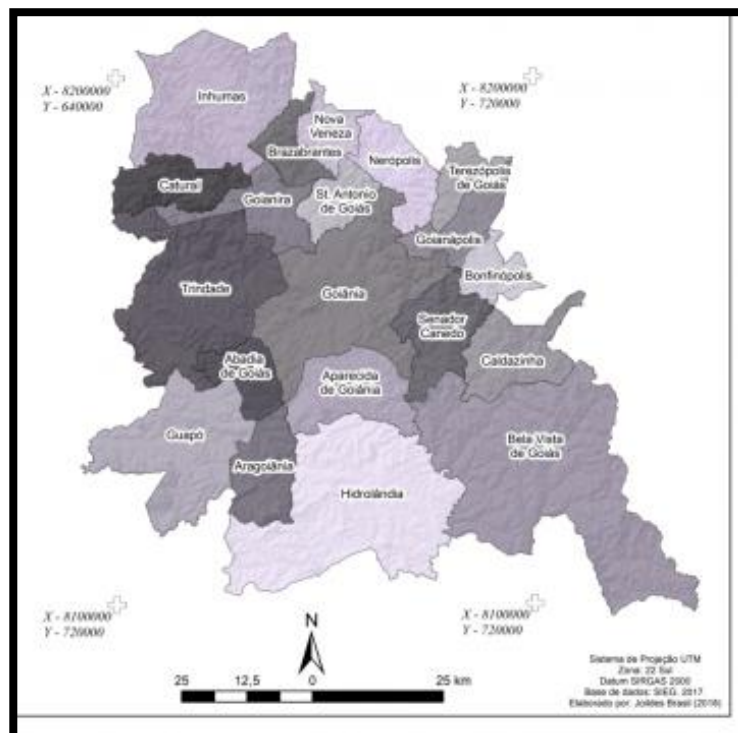 X - 8200000
Y - 640000
X - 8200000
Y - 720000
Inhumas
Nova
Veneza
Brazabrantes
Nerópolis
Terezópolis
de Goiás
Caturaí
Goianira
St. Antonio
de Goiás
Goianápolis
Bonfinópolis
Trindade
Goiânia
Senador
Canedo
Caldazinha
Abadia
de Goiás
Aparecida
de Goiânia
Guapó
Bela Vista
de Goiás
Aragoiânia
Hidrolândia
X - 8100000
Y - 720000
X - 8100000
Y - 720000
N
25 12,5 0 25 km
Sistema de Projeção UTM
Zona: 22 Sul
Datum SIRGAS 2000
Base de dados: SIEG. 2017
Elaborado por: Joildes Brasil (2018)